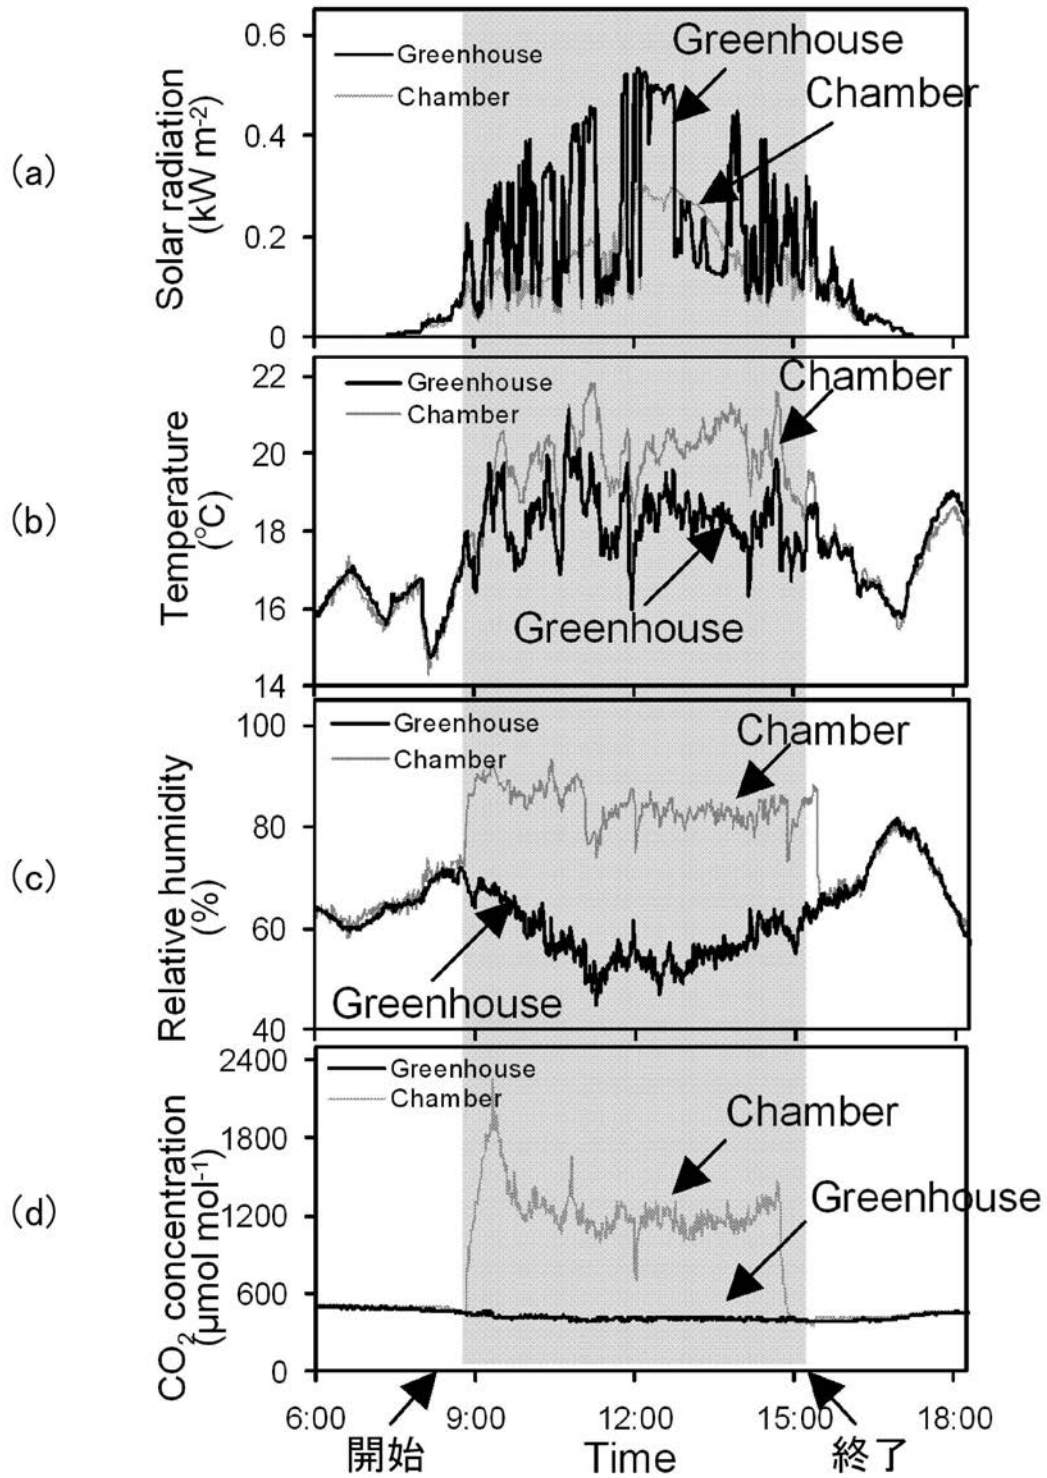 (a)
Solar radiation
(kW m-2)
0.6
0.4
0.2
0
Greenhouse
Chamber
Greenhouse
Chamber
(b)
Temperature
(℃)
22
20
18
16
14
Greenhouse
Chamber
Chamber
Greenhouse
(c)
Relative humidity
(%)
100
80
60
40
Greenhouse
Chamber
Chamber
Greenhouse
(d)
CO2 concentration
(μmol mol-1)
2400
1800
1200
600
0
Greenhouse
Chamber
Chamber
Greenhouse
6:00 9:00 12:00 15:00 18:00
開始 Time 終了